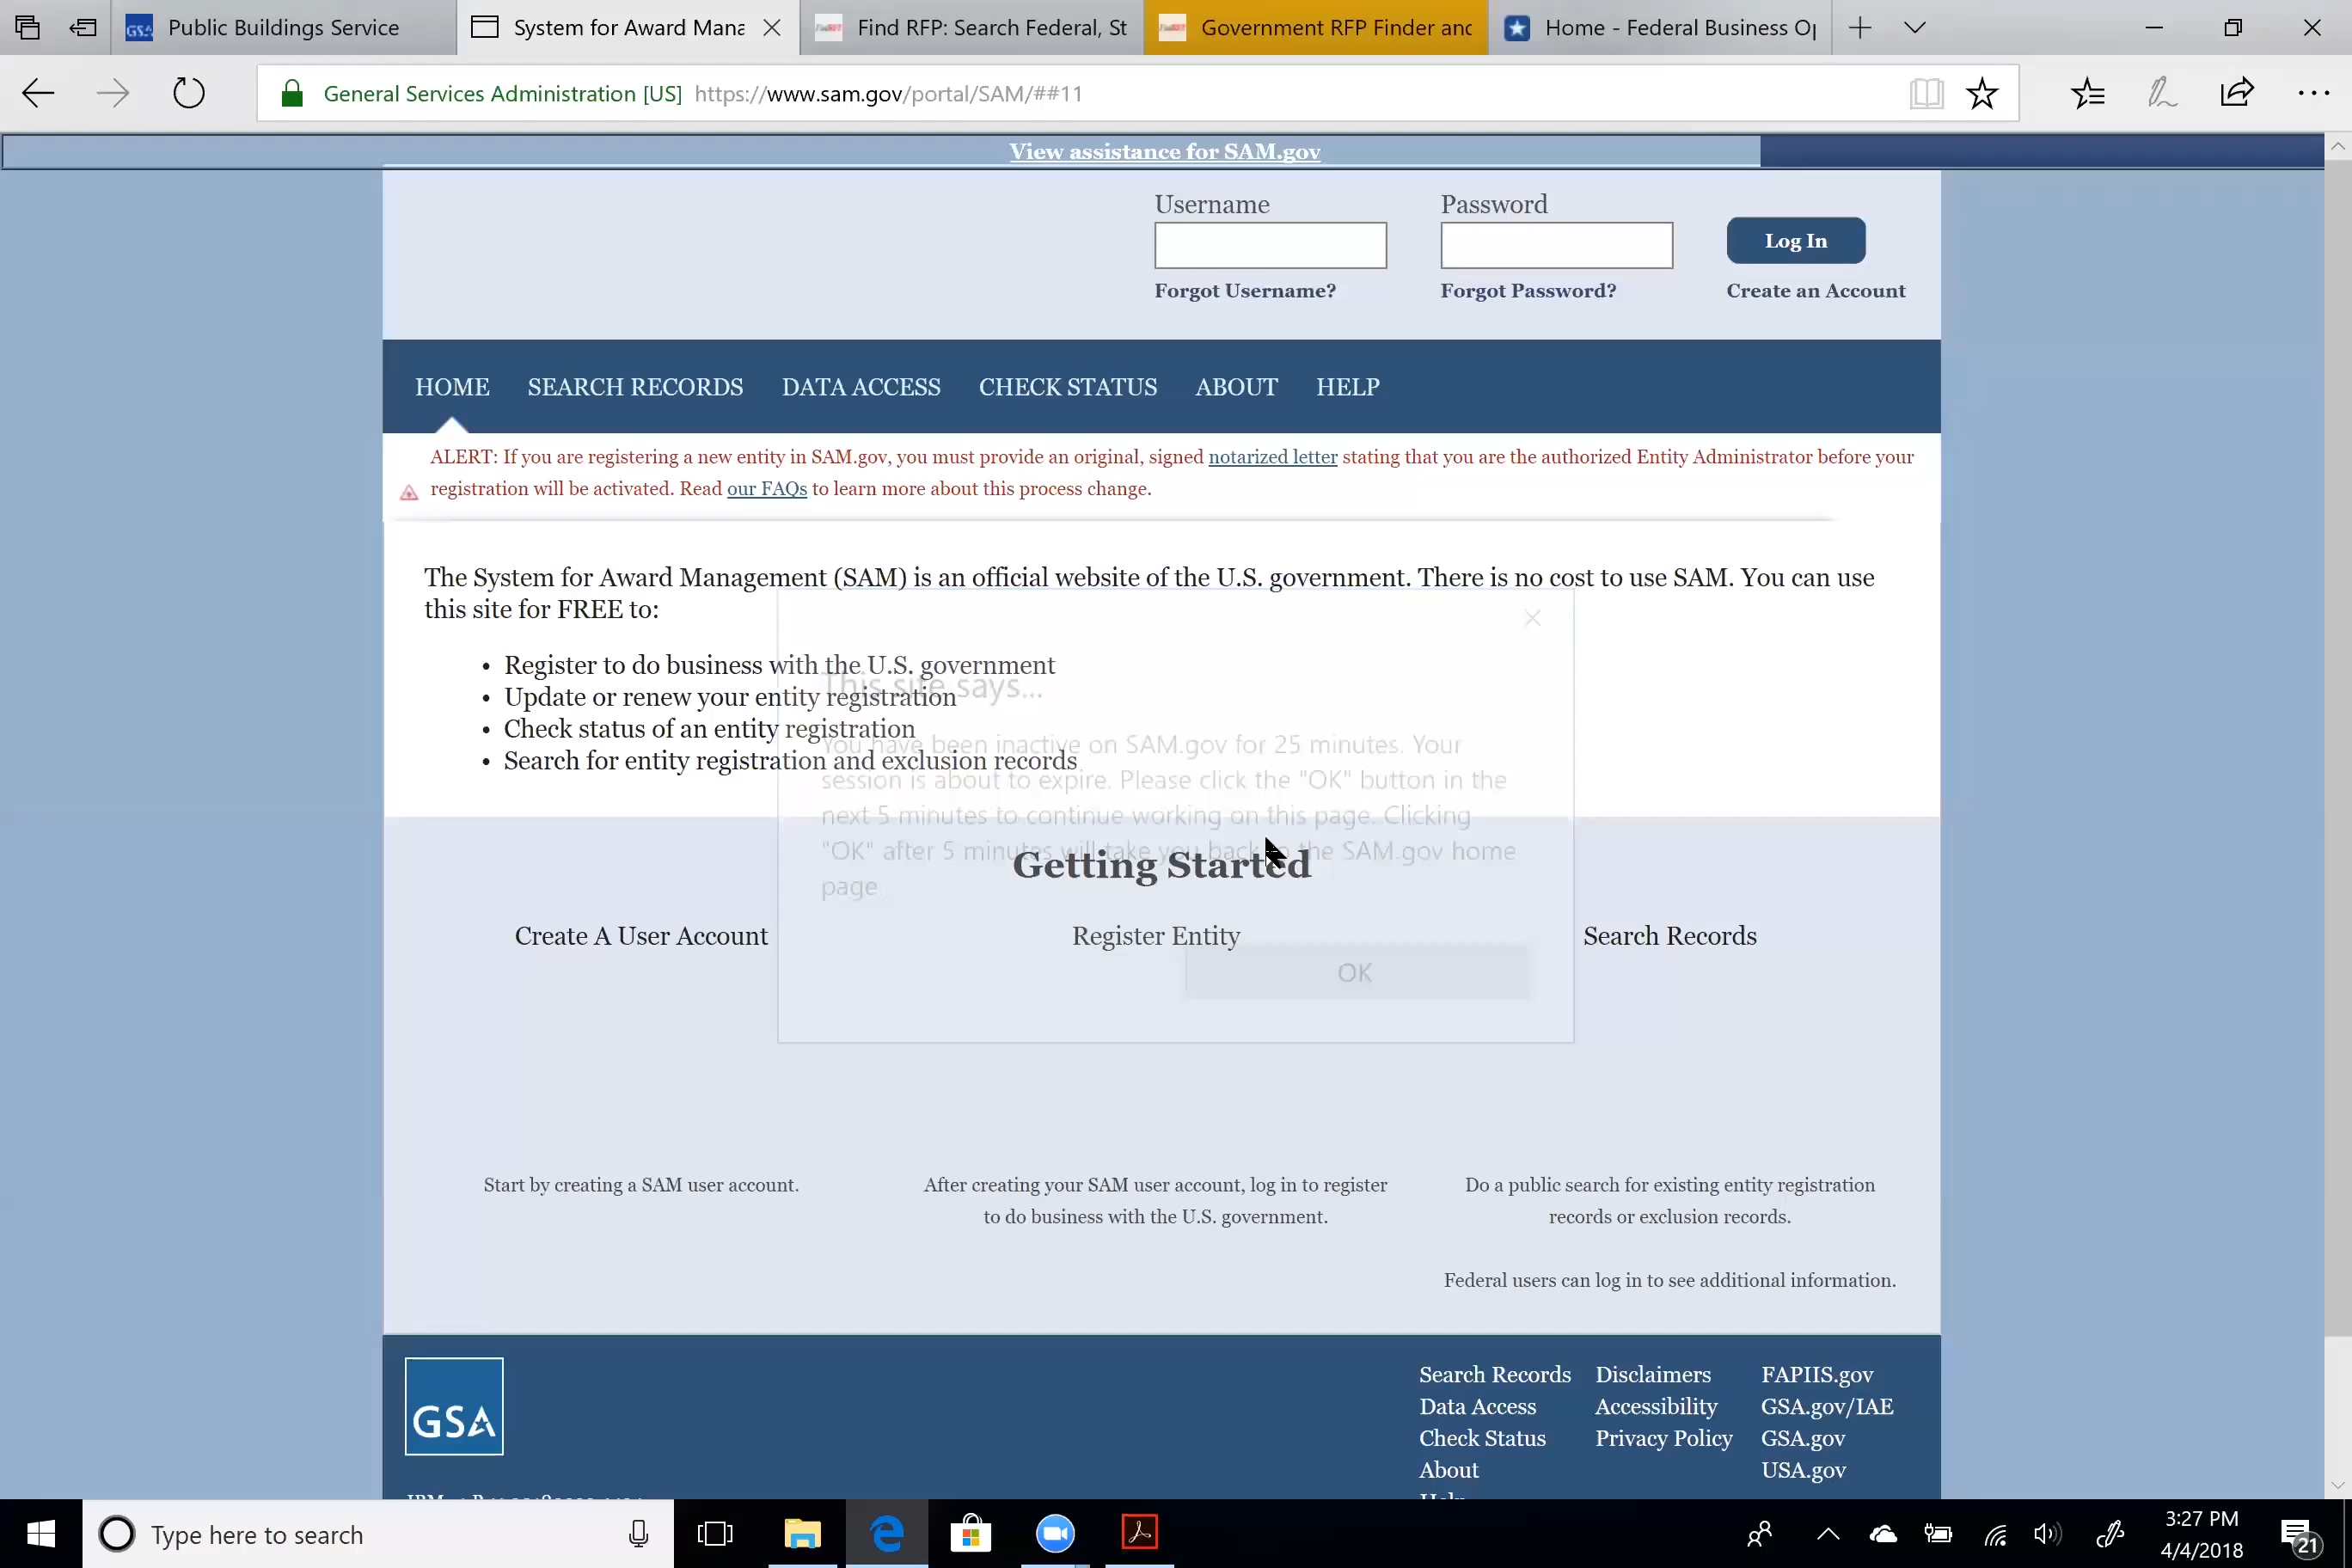 Public Buildings Service
System for Award Mana
Find RFP: Search Federal, St
Government RFP Finder and
Home - Federal Business Op
General Services Administration [US] https://www.sam.gov/portal/SAM/##11
View assistance for SAM.gov
Username
Password
Log In
Forgot Username?
Forgot Password?
Create an Account
HOME SEARCH RECORDS DATA ACCESS CHECK STATUS ABOUT HELP
ALERT: If you are registering a new entity in SAM.gov, you must provide an original, signed notarized letter stating that you are the authorized Entity Administrator before your
registration will be activated. Read our FAQs to learn more about this process change.
The System for Award Management (SAM) is an official website of the U.S. government. There is no cost to use SAM. You can use
this site for FREE to:
• Register to do business with the U.S. government
• Update or renew your entity registration
• Check status of an entity registration
• Search for entity registration and exclusion records
This site says...
You have been inactive on SAM.gov for 25 minutes. Your
session is about to expire. Please click the "OK" button in the
next 5 minutes to continue working on this page. Clicking
"OK" after 5 minutes will take you back to the SAM.gov home
page
OK
Getting Started
Create A User Account
Register Entity
Search Records
Start by creating a SAM user account.
After creating your SAM user account, log in to register
to do business with the U.S. government.
Do a public search for existing entity registration
records or exclusion records.
Federal users can log in to see additional information.
GSA
Search Records
Data Access
Check Status
About
Help
Disclaimers
Accessibility
Privacy Policy
FAPIIS.gov
GSA.gov/IAE
GSA.gov
USA.gov
Type here to search
3:27 PM
4/4/2018
21